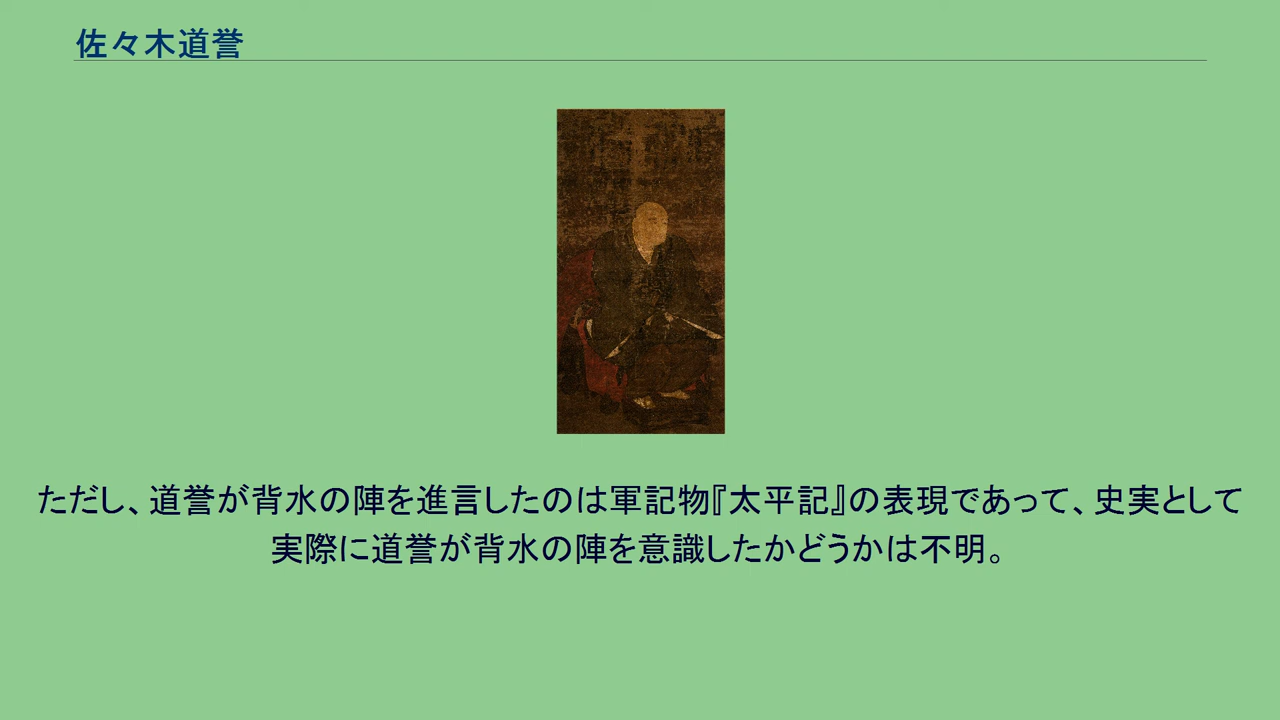 佐々木道誉
ただし、道誉が背水の陣を進言したのは軍記物『太平記』の表現であって、史実として
実際に道誉が背水の陣を意識したかどうかは不明。